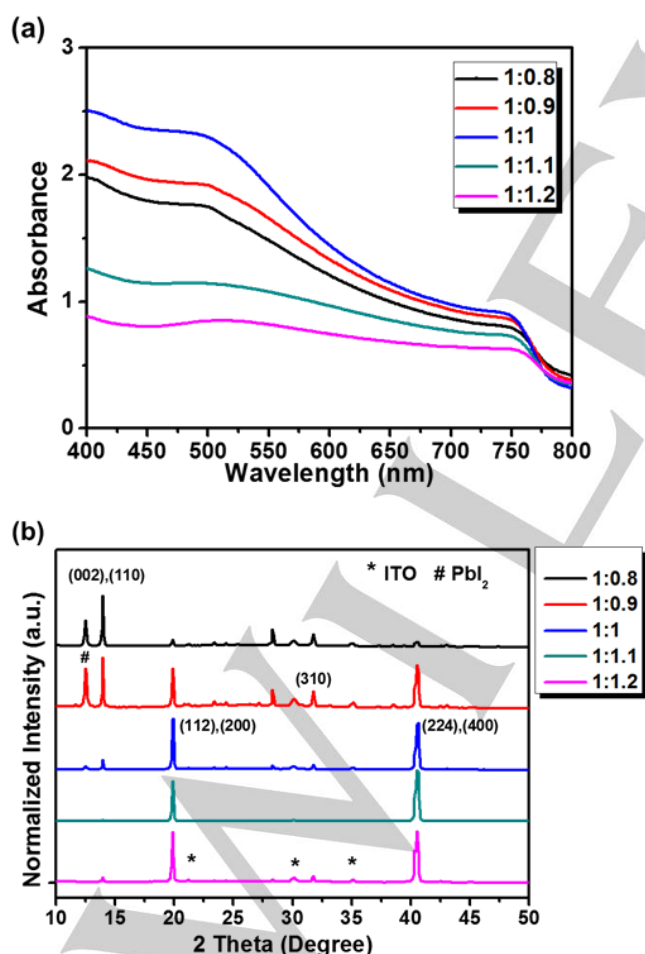 (a)
3
2
1
0
Absorbance
1:0.8
1:0.9
1:1
1:1.1
1:1.2
400 450 500 550 600 650 700 750 800
Wavelength (nm)
(b)
Normalized Intensity (a.u.)
(002),(110)
* ITO # PbI₂
1:0.8
1:0.9
1:1
1:1.1
1:1.2
#
(310)
(112),(200)
(224),(400)
* * *
10 15 20 25 30 35 40 45 50
2 Theta (Degree)